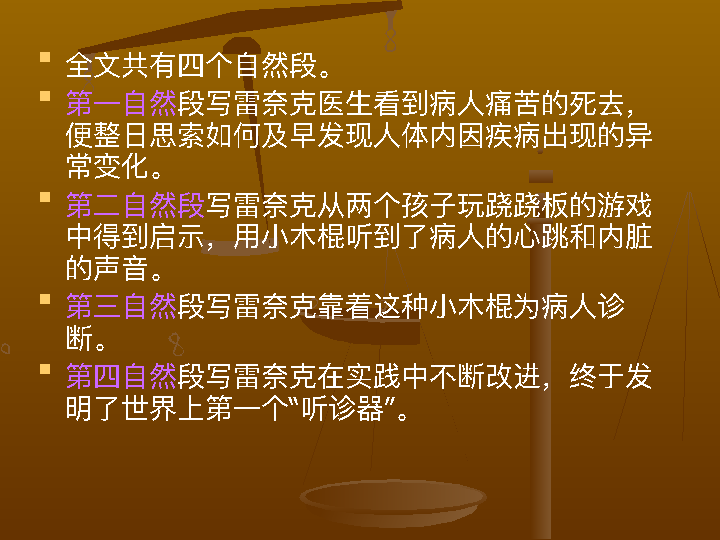 全文共有四个自然段。
第一自然段写雷奈克医生看到病人痛苦的死去，
便整日思索如何及早发现人体内因疾病出现的异
常变化。
第二自然段写雷奈克从两个孩子玩跷跷板的游戏
中得到启示，用小木棍听到了病人的心跳和内脏
的声音。
第三自然段写雷奈克靠着这种小木棍为病人诊
断。
第四自然段写雷奈克在实践中不断改进，终于发
明了世界上第一个“听诊器”。